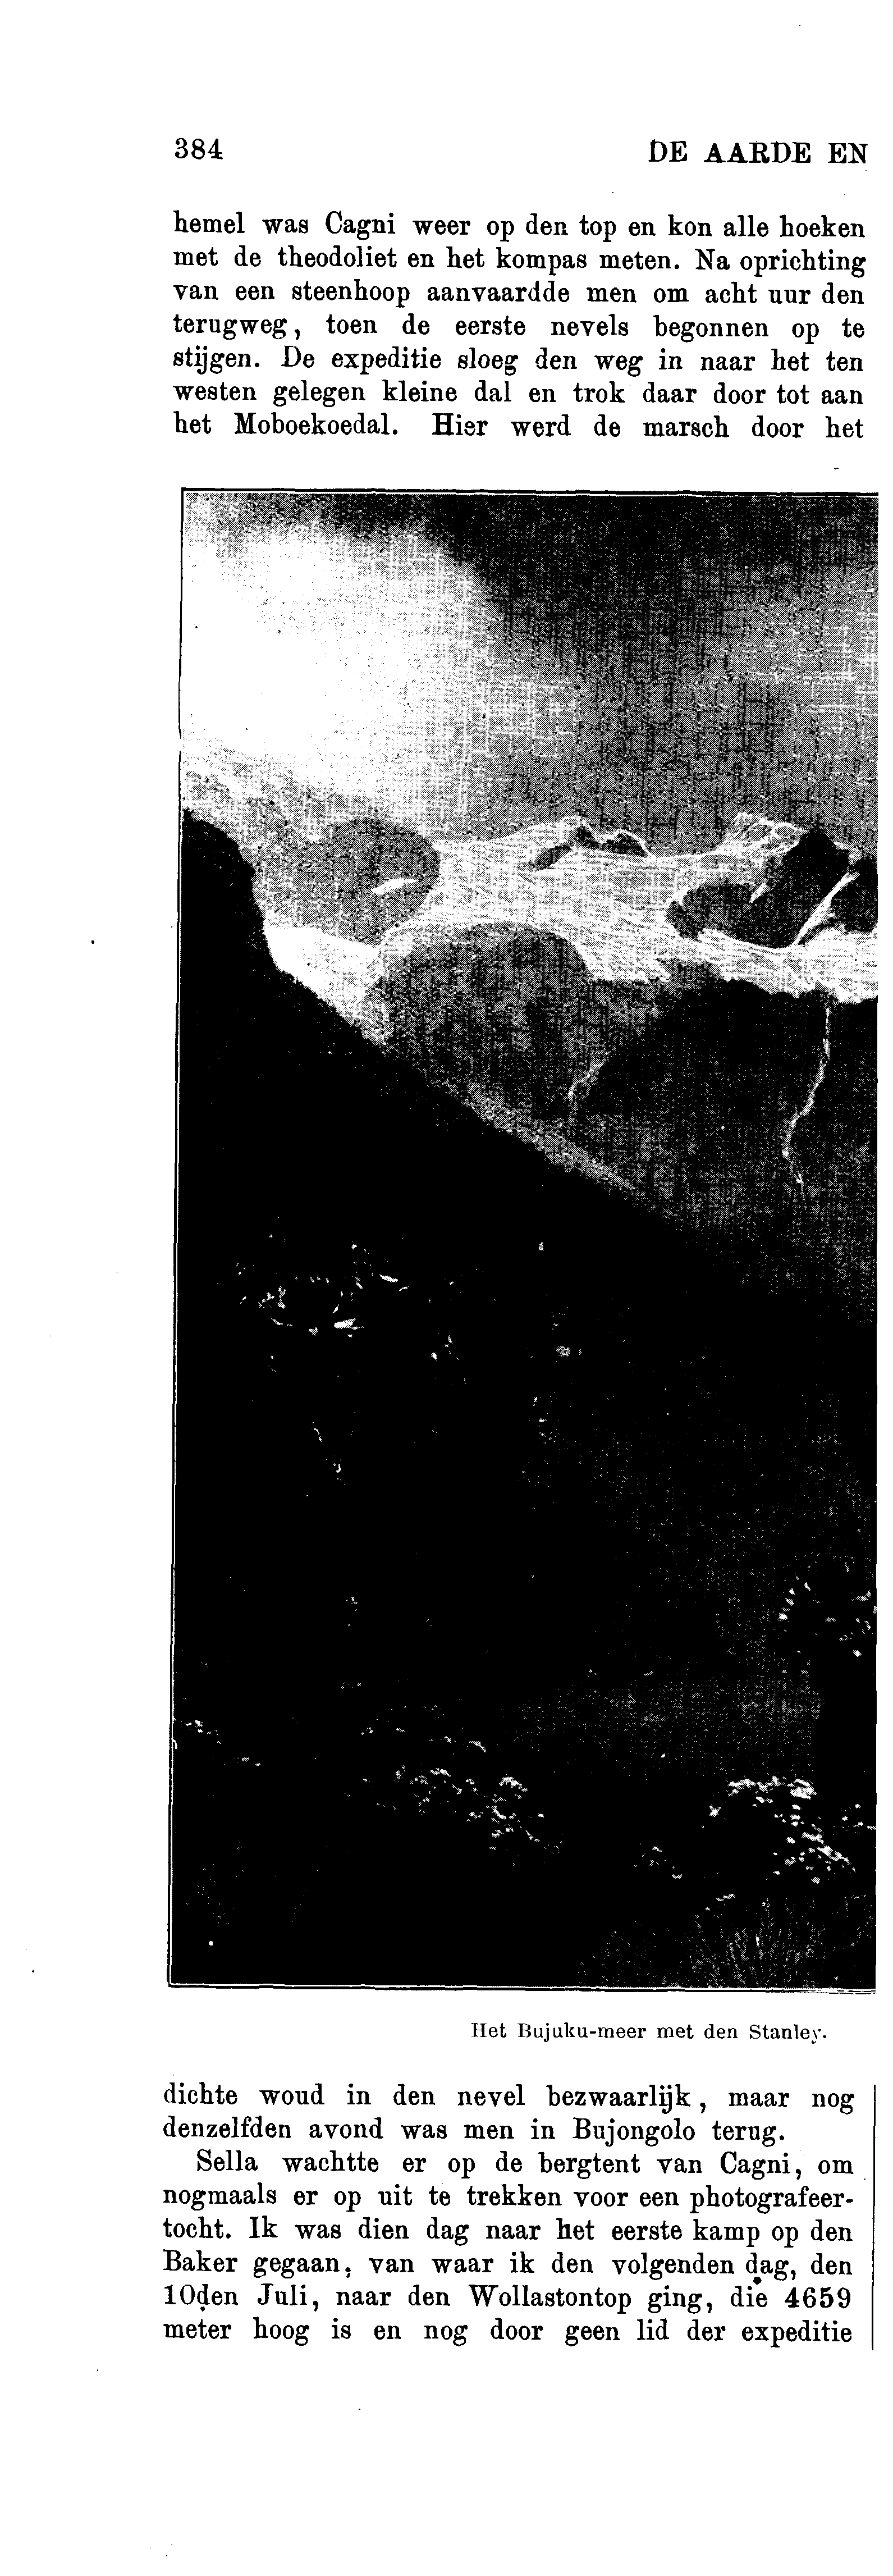 384 DE AARDE EN
hemel was Cagni weer op den top en kon alle hoeken
met de theodoliet en het kompas meten. Na oprichting
van een steenhoop aanvaardde men om acht uur den
terugweg, toen de eerste nevels begonnen op te
stijgen. De expeditie sloeg den weg in naar het ten
westen gelegen kleine dal en trok daar door tot aan
het Moboekoedal. Hier werd de marsch door het
Het Bujuku-meer met den Stanley.
dichte woud in den nevel bezwaarlijk, maar nog
denzelfden avond was men in Bujongolo terug.
Sella wachtte er op de bergtent van Cagni, om
nogmaals er op uit te trekken voor een photografeer-
tocht. Ik was dien dag naar het eerste kamp op den
Baker gegaan, van waar ik den volgenden dag, den
10den Juli, naar den Wollastontop ging, die 4659
meter hoog is en nog door geen lid der expeditie